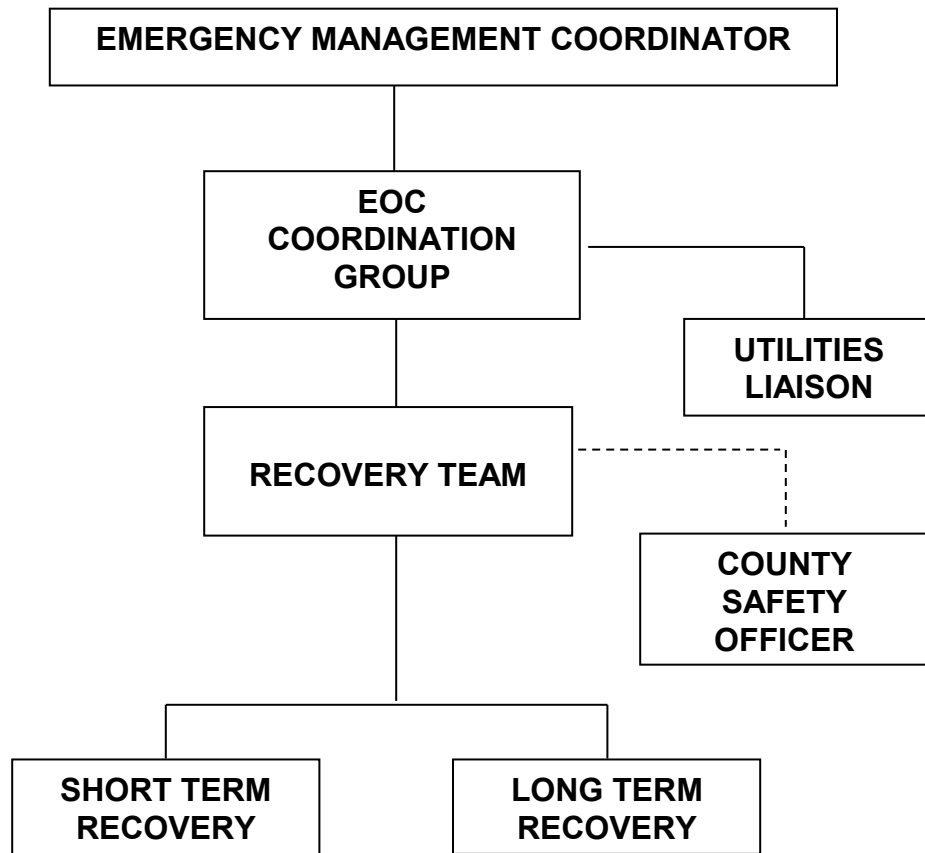 EMERGENCY MANAGEMENT COORDINATOR
EOC
COORDINATION
GROUP
UTILITIES
LIAISON
RECOVERY TEAM
COUNTY
SAFETY
OFFICER
SHORT TERM
RECOVERY
LONG TERM
RECOVERY